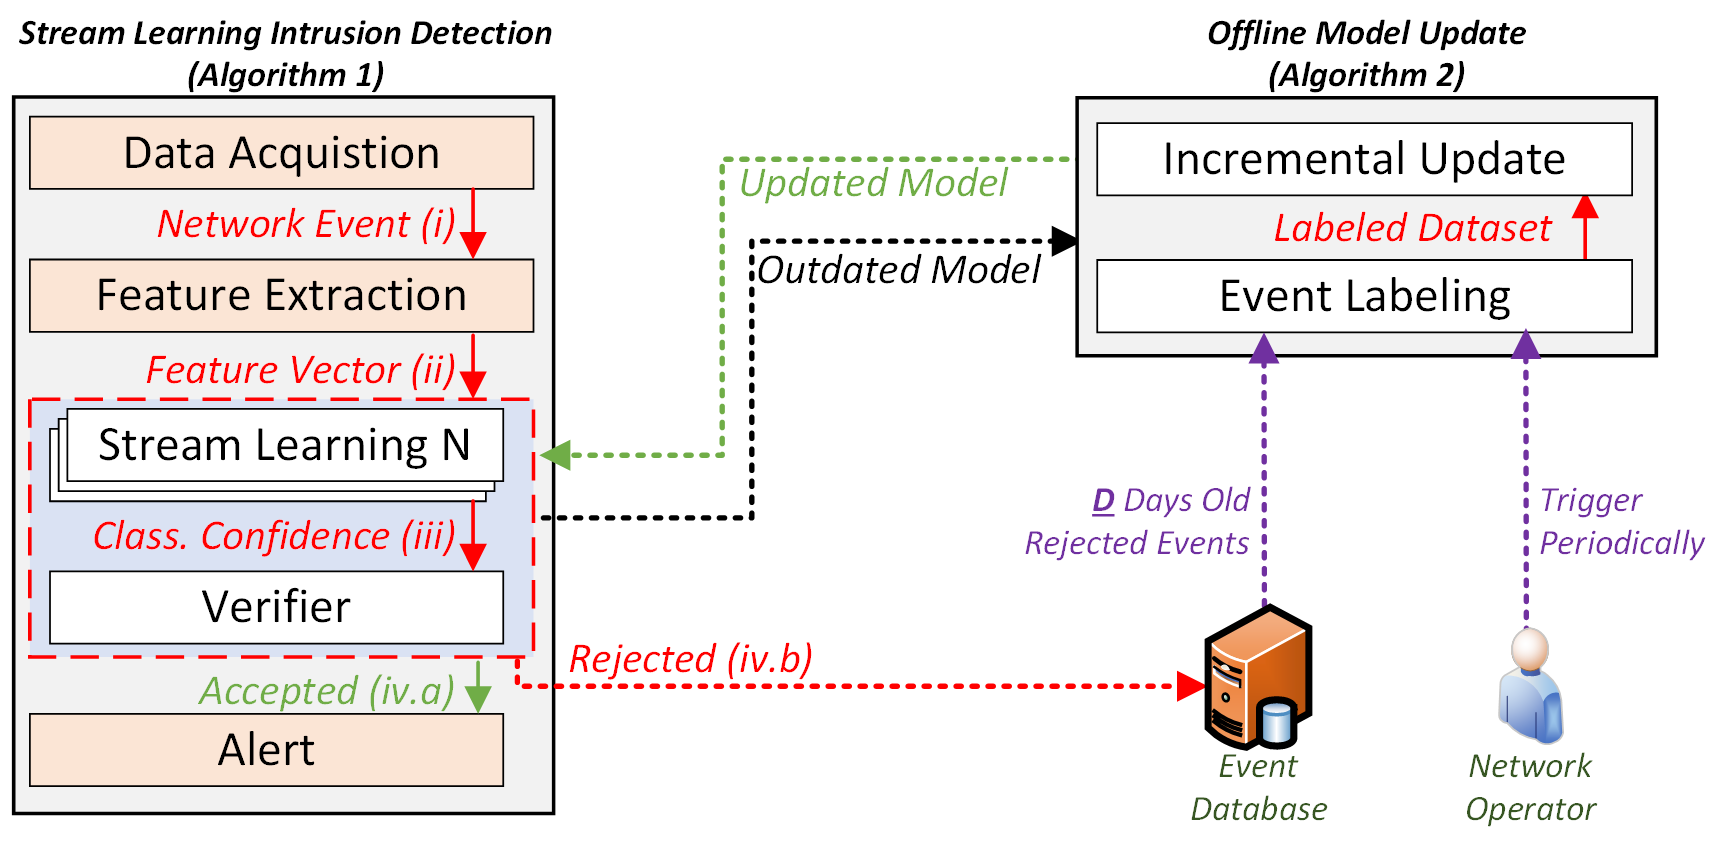 Stream Learning Intrusion Detection
(Algorithm 1)
Data Acquistion
Network Event (i)
Feature Extraction
Feature Vector (ii)
Stream Learning N
Class. Confidence (iii)
Verifier
Accepted (iv.a)
Alert
Updated Model
Outdated Model
Rejected (iv.b)
Offline Model Update
(Algorithm 2)
Incremental Update
Labeled Dataset
Event Labeling
D Days Old
Rejected Events
Trigger
Periodically
Event
Database
Network
Operator